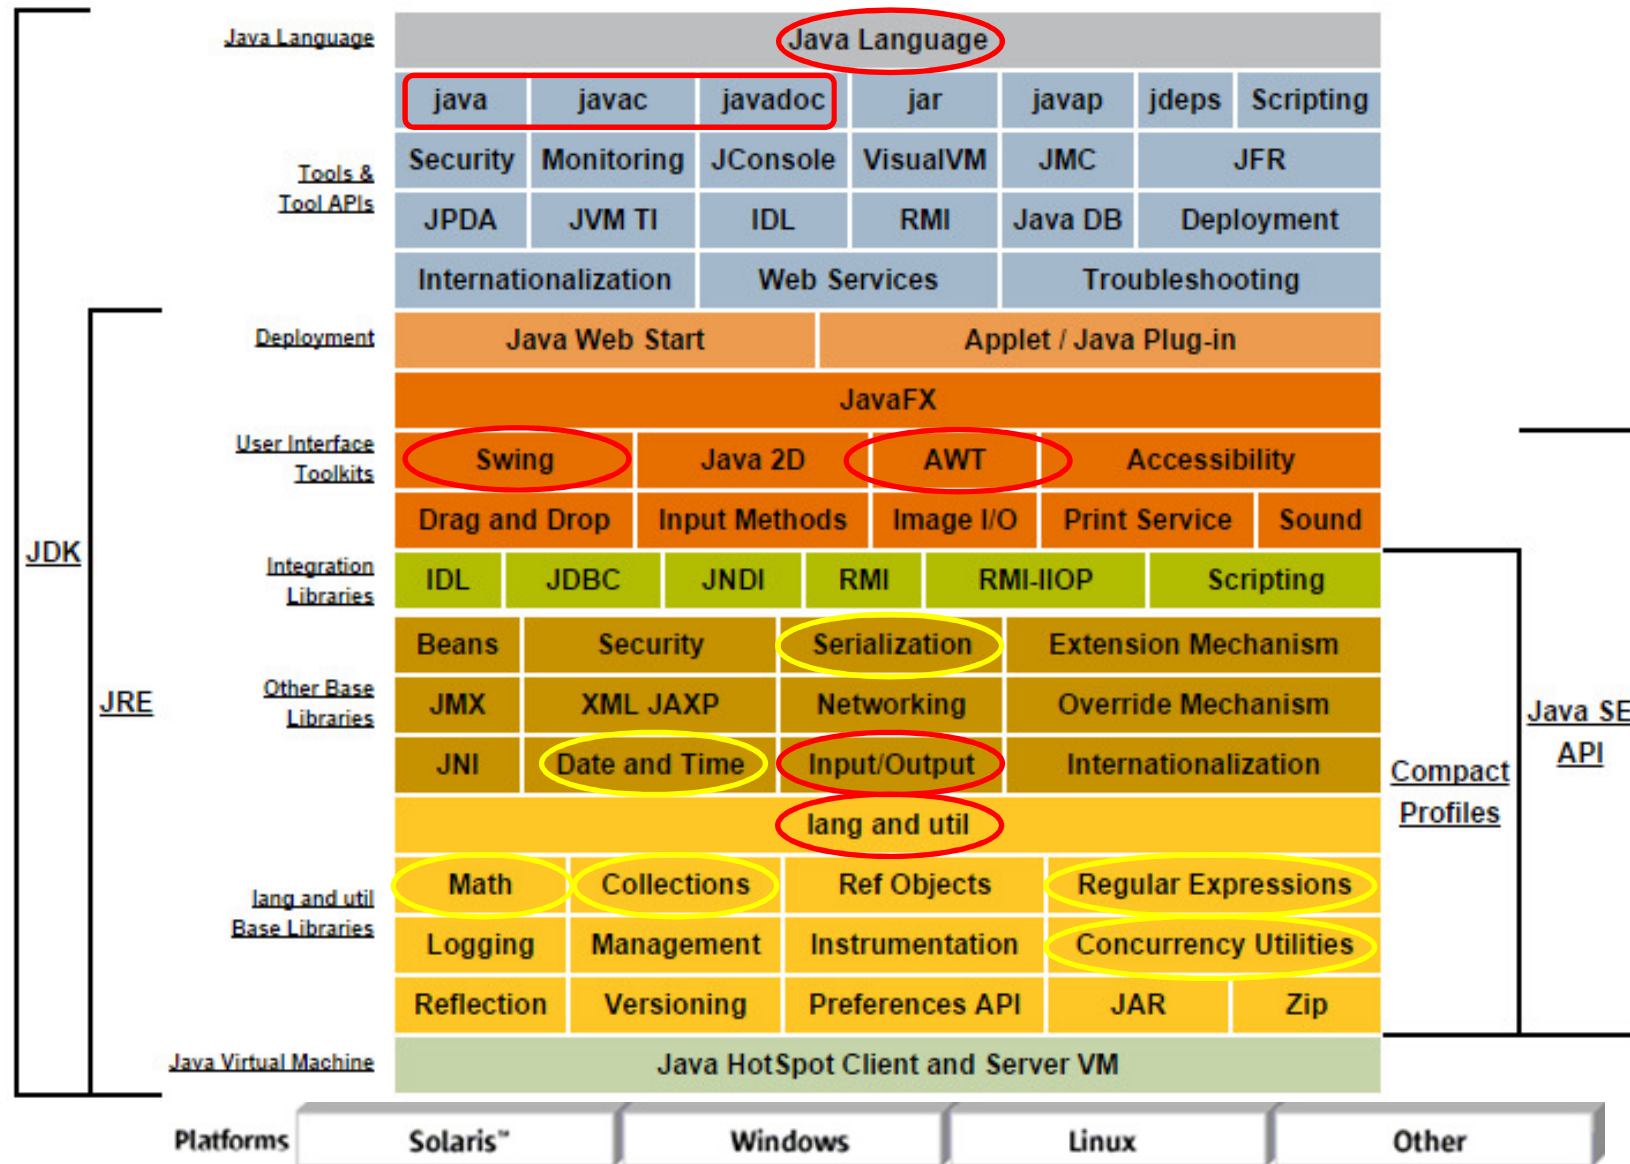 Java Language Java Language
java javac javadoc jar javap jdeps Scripting
Tools &
Tool APIs
Security Monitoring JConsole VisualVM JMC JFR
JPDA JVM TI IDL RMI Java DB Deployment
Internationalization Web Services Troubleshooting
Deployment Java Web Start Applet / Java Plug-in
JavaFX
User Interface
Toolkits
Swing Java 2D AWT Accessibility
Drag and Drop Input Methods Image I/O Print Service Sound
JDK
Integration
Libraries
IDL JDBC JNDI RMI RMI-IIOP Scripting
Beans Security Serialization Extension Mechanism
JRE
Other Base
Libraries
JMX XML JAXP Networking Override Mechanism
Java SE
API
JNI Date and Time Input/Output Internationalization
Compact
Profiles
lang and util
lang and util
Base Libraries
Math Collections Ref Objects Regular Expressions
Logging Management Instrumentation Concurrency Utilities
Reflection Versioning Preferences API JAR Zip
Java Virtual Machine Java HotSpot Client and Server VM
Platforms Solaris™ Windows Linux Other